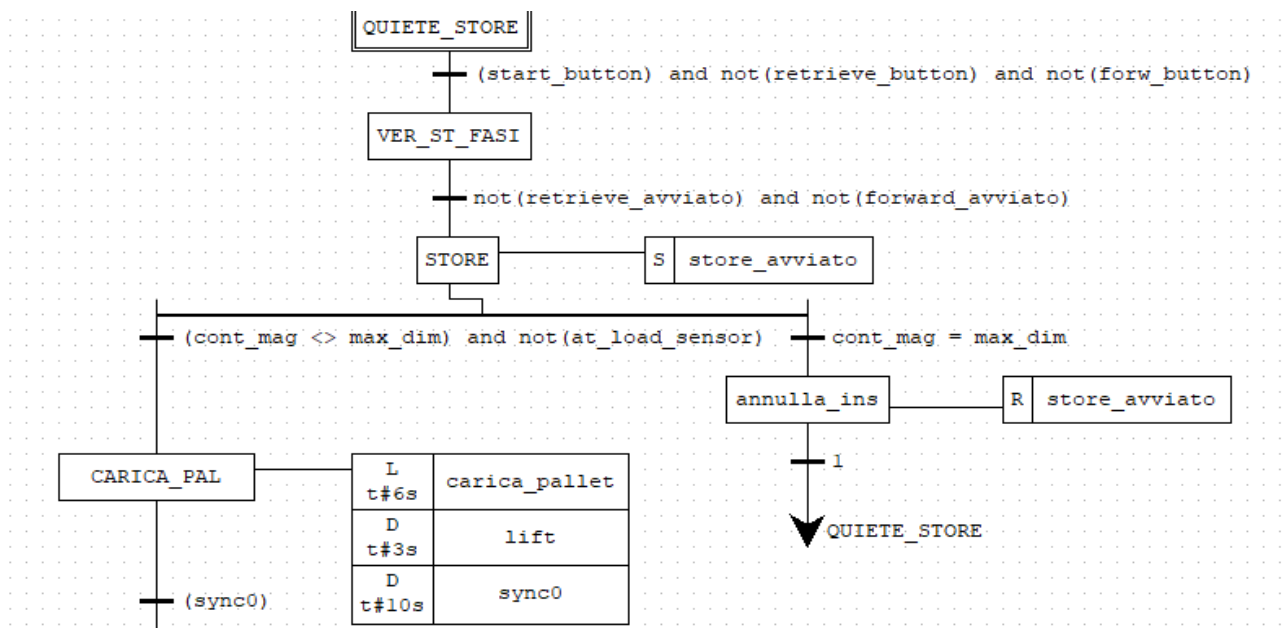 QUIETE_STORE
(start_button) and not(retrieve_button) and not(forw_button)
VER_ST_FASI
not(retrieve_avviato) and not(forward_avviato)
STORE
S store_avviato
(cont_mag <> max_dim) and not(at_load_sensor)
cont_mag = max_dim
annulla_ins
R store_avviato
1
QUIETE_STORE
CARICA_PAL
L
t#6s
carica_pallet
D
t#3s
lift
D
t#10s
sync0
(sync0)